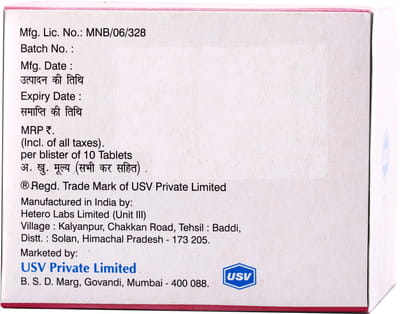 Mfg. Lic. No.: MNB/06/328
Batch No. :
Mfg. Date :
उत्पादन की तिथि
Expiry Date :
समाप्ति की तिथि
MRP ₹.
(Incl. of all taxes).
per blister of 10 Tablets
अ. खु. मूल्य (सभी कर सहित) .
® Regd. Trade Mark of USV Private Limited
Manufactured in India by:
Hetero Labs Limited (Unit III)
Village : Kalyanpur, Chakkan Road, Tehsil : Baddi,
Distt. : Solan, Himachal Pradesh - 173 205.
Marketed by:
USV Private Limited
B. S. D. Marg, Govandi, Mumbai - 400 088.
USV